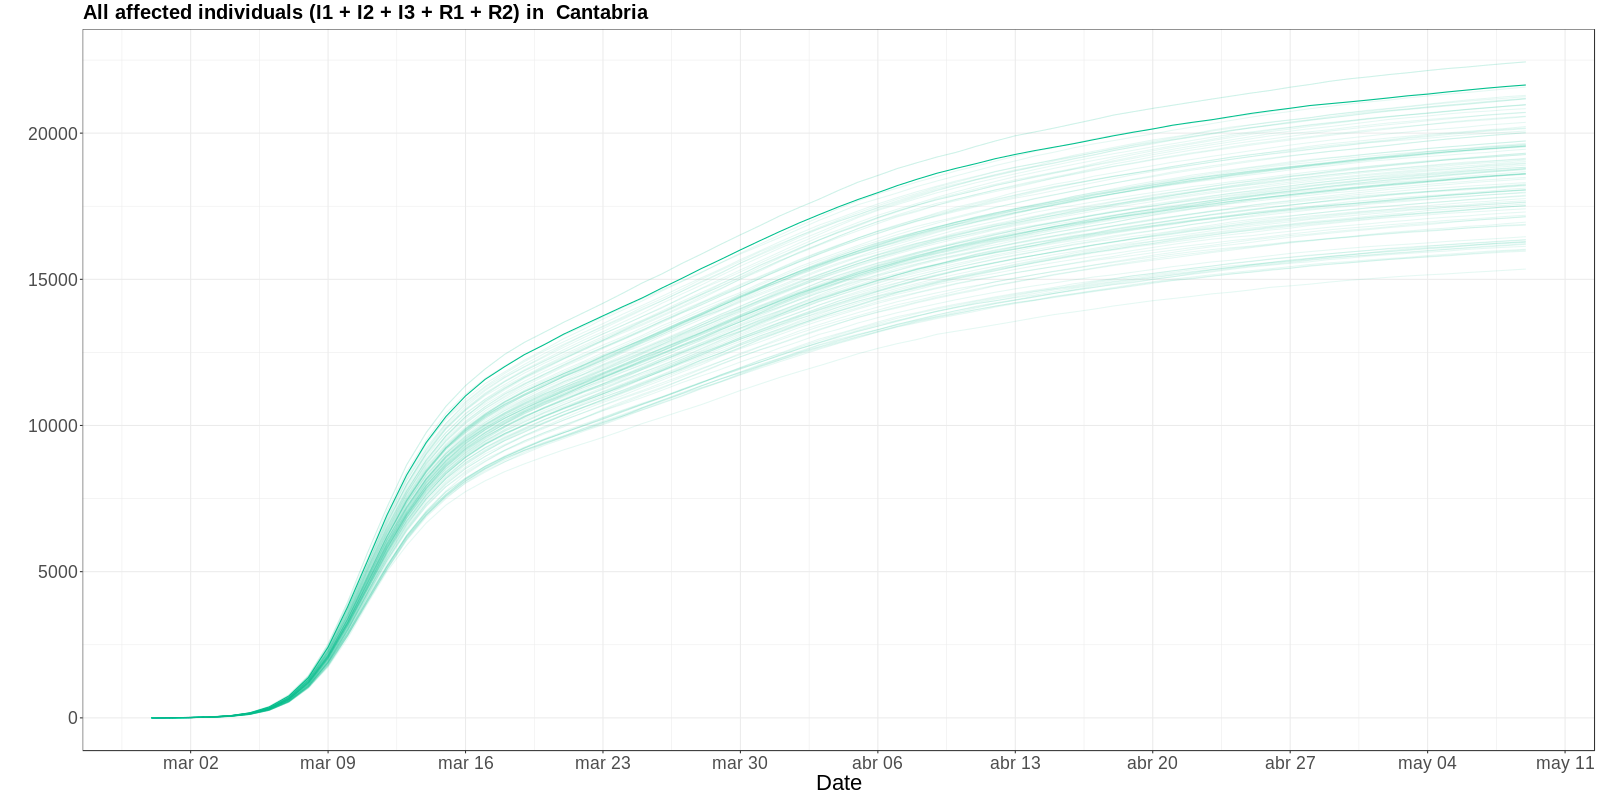 All affected individuals (I1 + I2 + I3 + R1 + R2) in  Cantabria
20000
15000
10000
5000
0
mar 02 mar 09 mar 16 mar 23 mar 30 abr 06 abr 13 abr 20 abr 27 may 04 may 11
Date